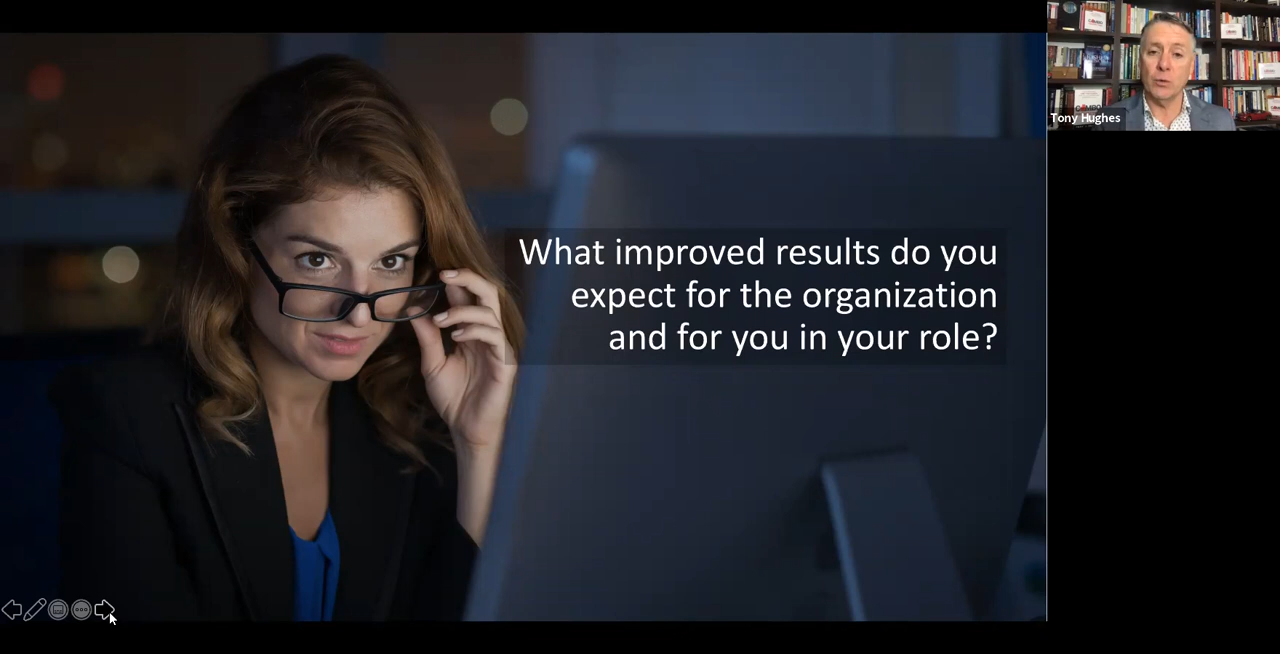 What improved results do you
expect for the organization
and for you in your role?
Tony Hughes